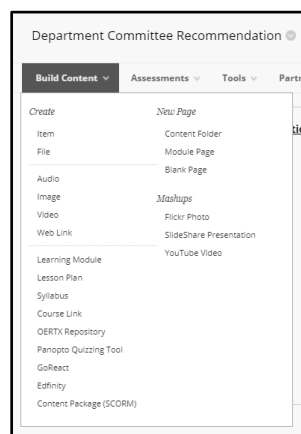 Department Committee Recommendation
Build Content Assessments Tools Partn
Create
Item
File
Audio
Image
Video
Web Link
Learning Module
Lesson Plan
Syllabus
Course Link
OERTX Repository
Panopto Quizzing Tool
GoReact
Edfinity
Content Package (SCORM)
New Page
Content Folder
Module Page
Blank Page
Mashups
Flickr Photo
SlideShare Presentation
YouTube Video